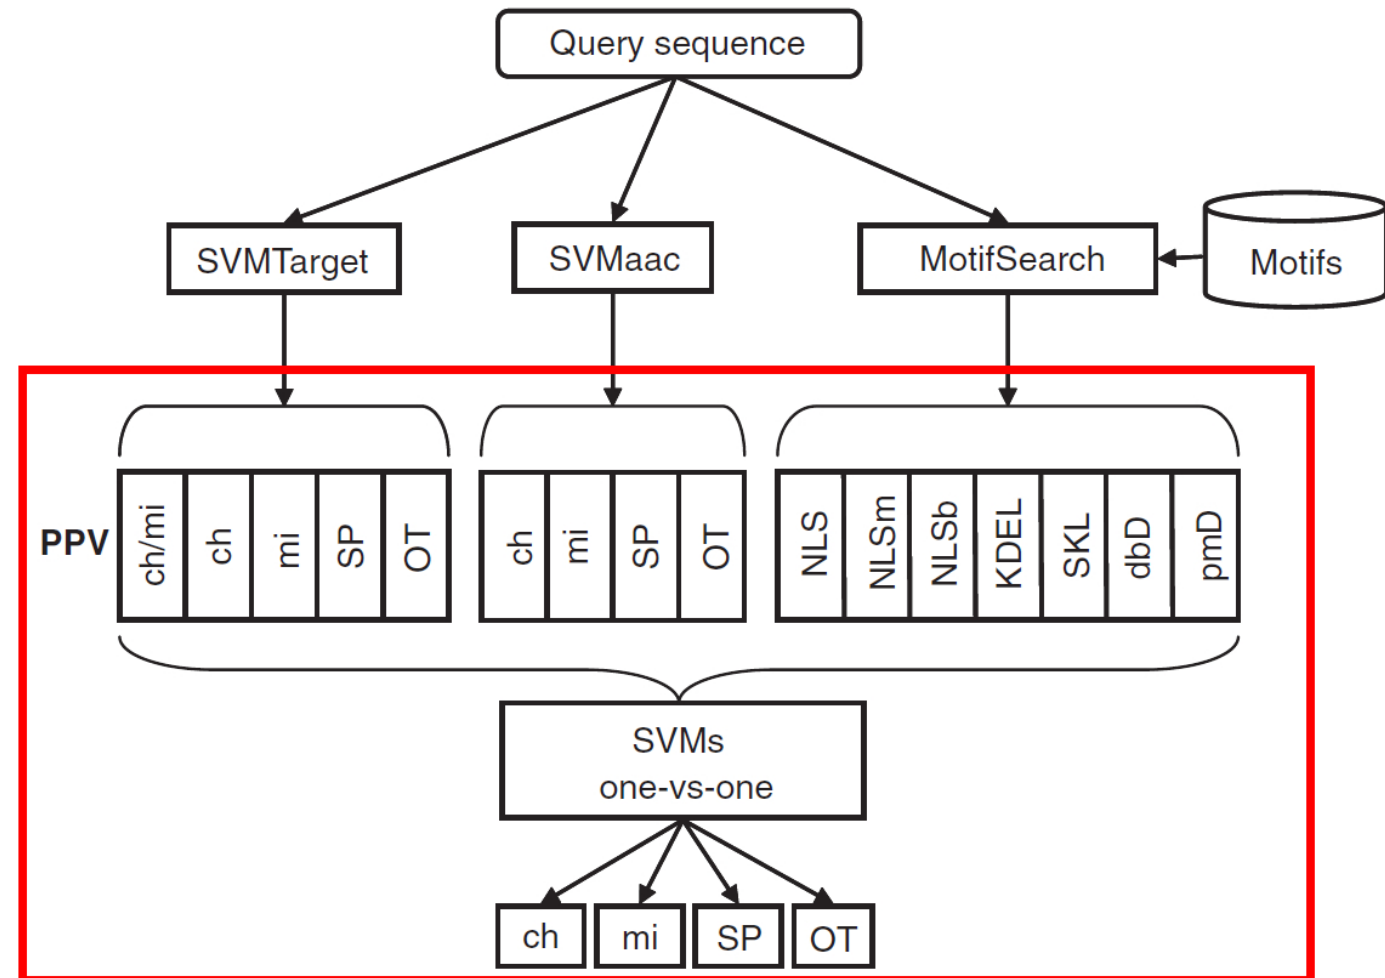 Query sequence
SVMTarget
SVMaac
MotifSearch
Motifs
PPV
ch/mi
ch
mi
SP
OT
ch
mi
SP
OT
NLS
NLSm
NLSb
KDEL
SKL
dbD
pmD
SVMs
one-vs-one
ch
mi
SP
OT